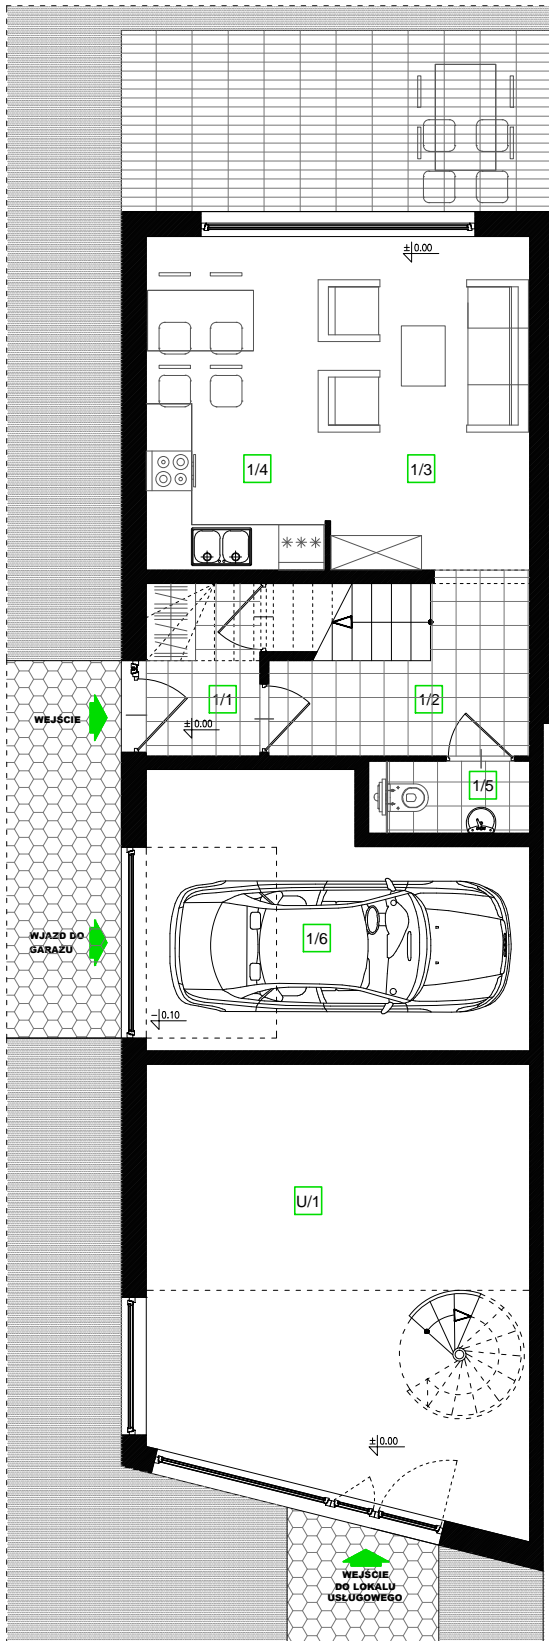 ±0.00
1/4
1/3
1/1
1/2
WEJŚCIE
±0.00
1/5
WJAZD DO
GARAŻU
1/6
-0.10
U/1
±0.00
WEJŚCIE
DO LOKALU
USŁUGOWEGO